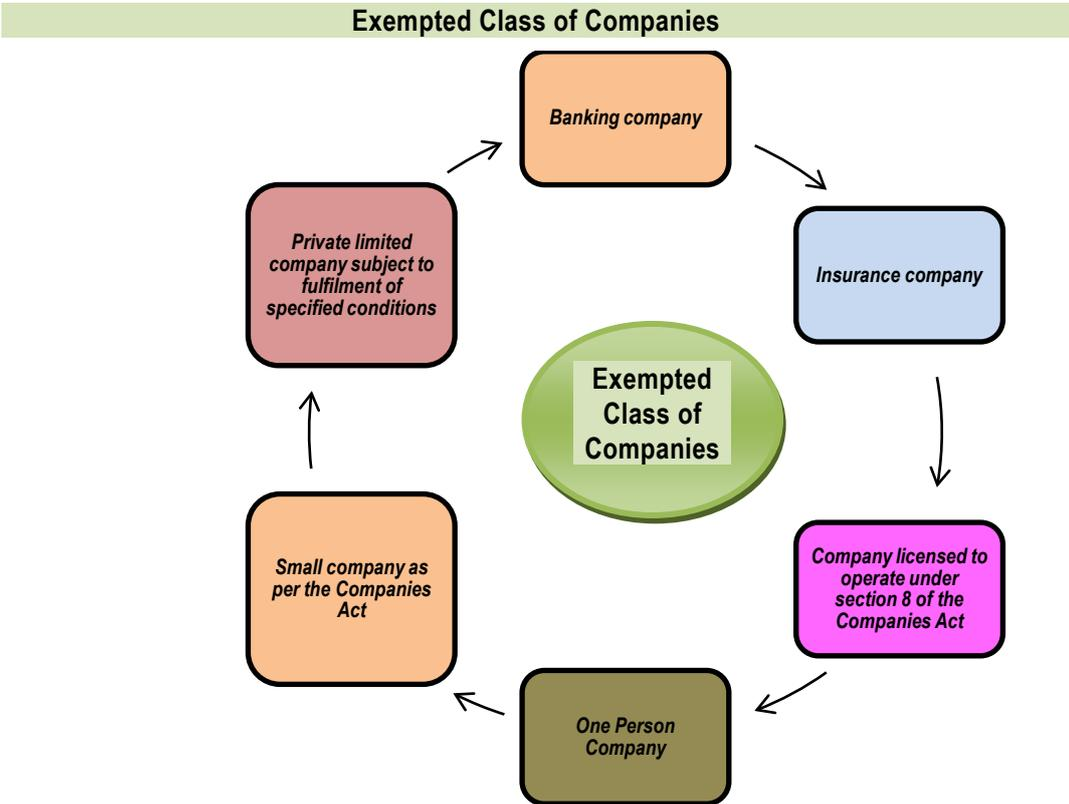 Exempted Class of Companies
Banking company
Insurance company
Company licensed to
operate under
section 8 of the
Companies Act
One Person
Company
Small company as
per the Companies
Act
Private limited
company subject to
fulfilment of
specified conditions
Exempted
Class of
Companies